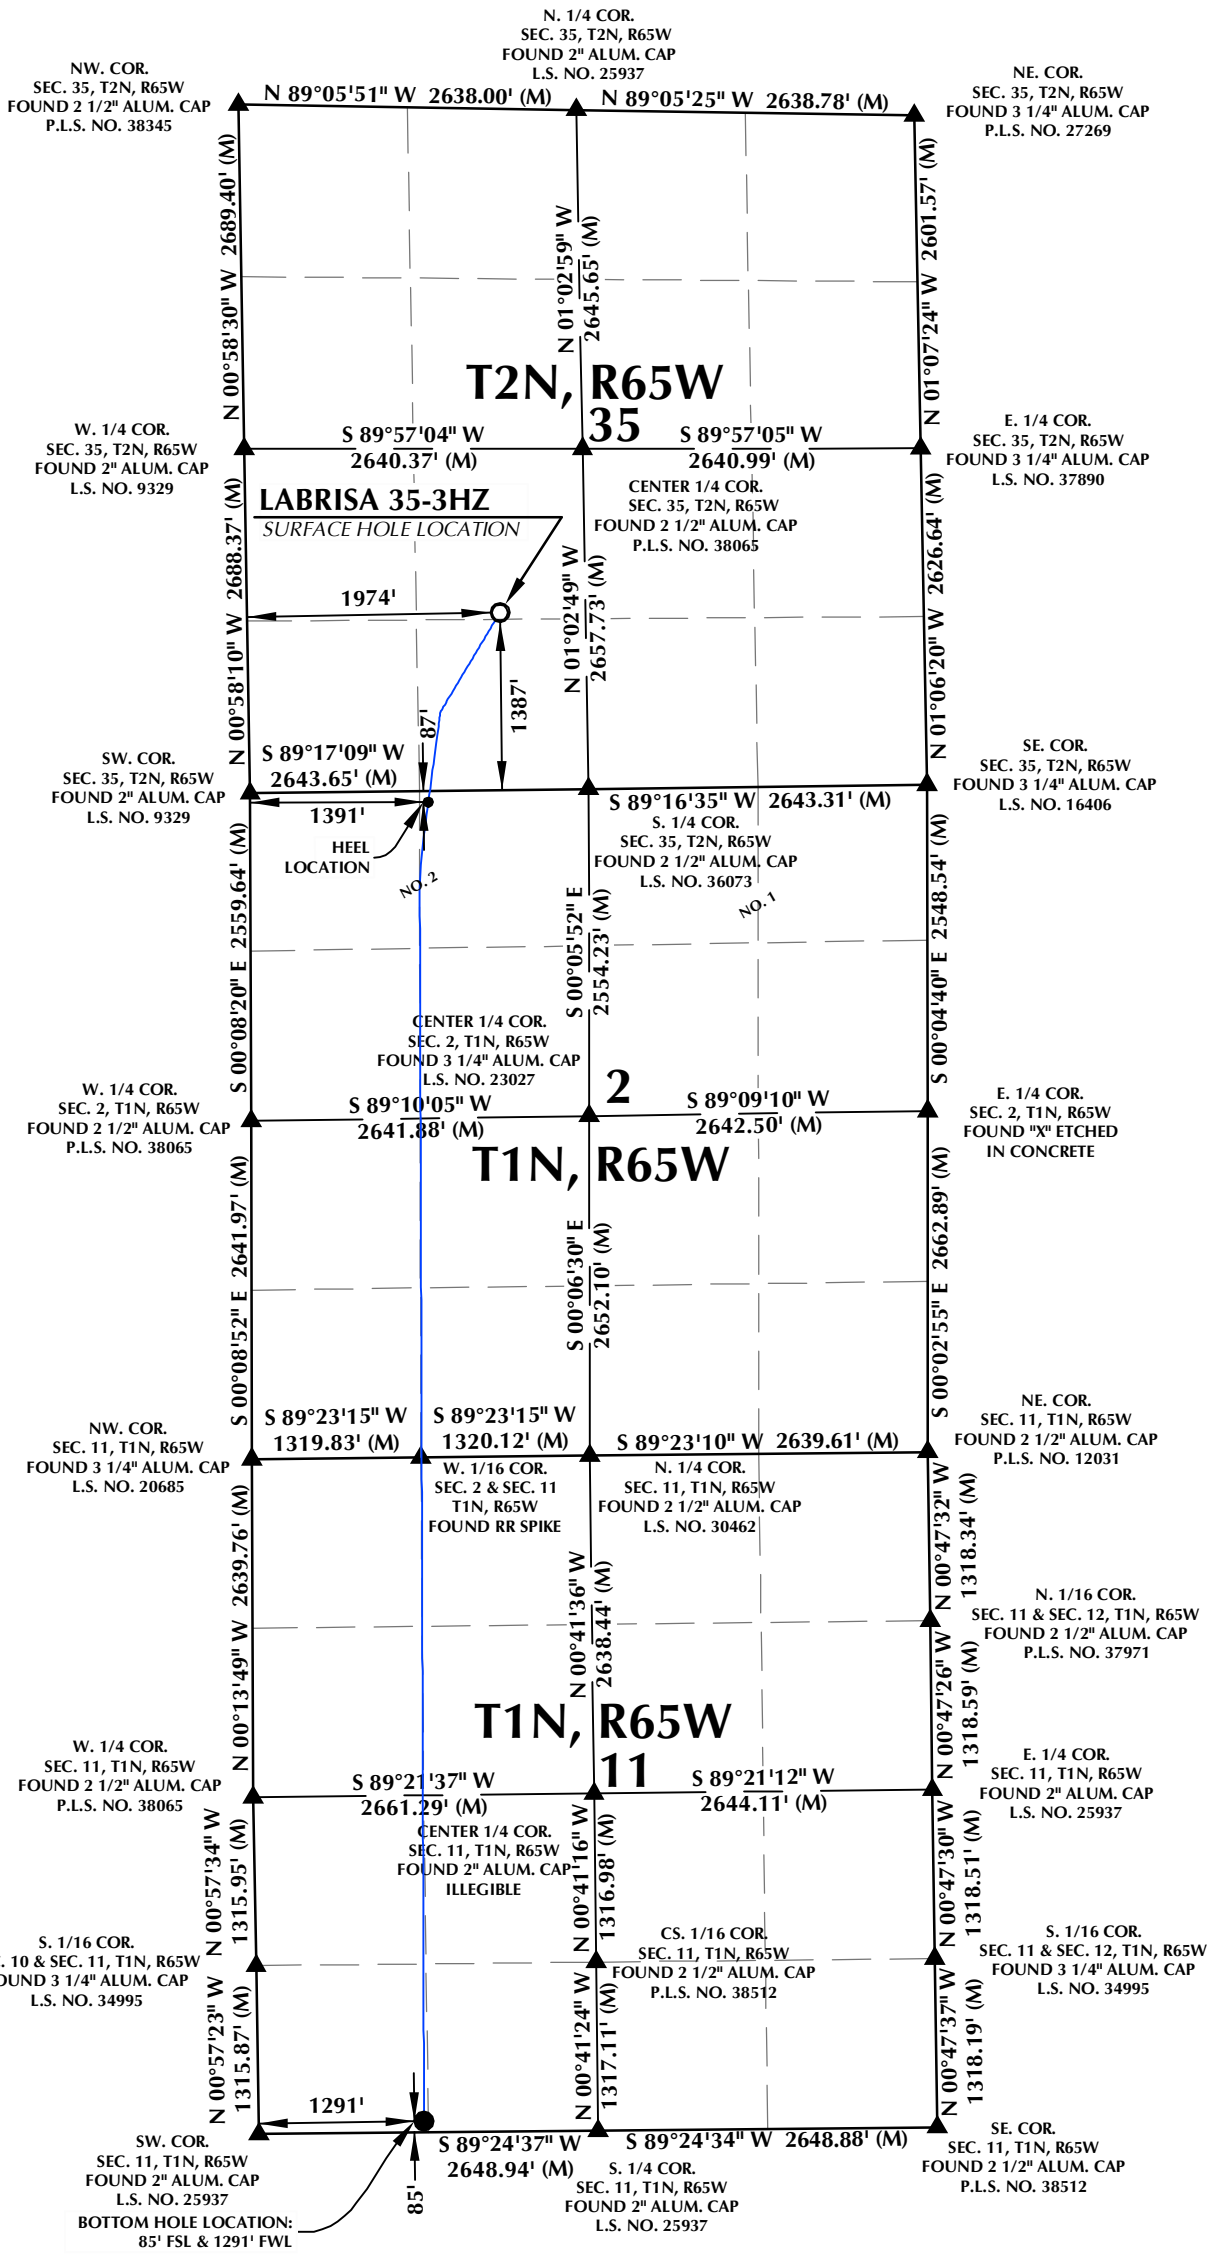 N. 1/4 COR.
SEC. 35, T2N, R65W
FOUND 2" ALUM. CAP
L.S. NO. 25937
NW. COR.
SEC. 35, T2N, R65W
FOUND 2 1/2" ALUM. CAP
P.L.S. NO. 38345
NE. COR.
SEC. 35, T2N, R65W
FOUND 3 1/4" ALUM. CAP
P.L.S. NO. 27269
N 89°05'51" W 2638.00' (M)
N 89°05'25" W 2638.78' (M)
N 00°58'30" W 2689.40' (M)
N 01°02'59" W
2645.65' (M)
N 01°07'24" W 2601.57' (M)
T2N, R65W
35
W. 1/4 COR.
SEC. 35, T2N, R65W
FOUND 2" ALUM. CAP
L.S. NO. 9329
S 89°57'04" W
2640.37' (M)
S 89°57'05" W
2640.99' (M)
E. 1/4 COR.
SEC. 35, T2N, R65W
FOUND 3 1/4" ALUM. CAP
L.S. NO. 37890
CENTER 1/4 COR.
SEC. 35, T2N, R65W
FOUND 2 1/2" ALUM. CAP
P.L.S. NO. 38065
LABRISA 35-3HZ
SURFACE HOLE LOCATION
N 00°58'10" W 2688.37' (M)
N 01°02'49" W
2657.73' (M)
N 01°06'20" W 2626.64' (M)
1974'
1387'
87'
SW. COR.
SEC. 35, T2N, R65W
FOUND 2" ALUM. CAP
L.S. NO. 9329
S 89°17'09" W
2643.65' (M)
SE. COR.
SEC. 35, T2N, R65W
FOUND 3 1/4" ALUM. CAP
L.S. NO. 16406
S 89°16'35" W 2643.31' (M)
1391'
HEEL
LOCATION
S. 1/4 COR.
SEC. 35, T2N, R65W
FOUND 2 1/2" ALUM. CAP
L.S. NO. 36073
NO. 2
NO. 1
S 00°08'20" E 2559.64' (M)
S 00°05'52" E
2554.23' (M)
S 00°04'40" E 2548.54' (M)
CENTER 1/4 COR.
SEC. 2, T1N, R65W
FOUND 3 1/4" ALUM. CAP
L.S. NO. 23027
2
W. 1/4 COR.
SEC. 2, T1N, R65W
FOUND 2 1/2" ALUM. CAP
P.L.S. NO. 38065
S 89°10'05" W
2641.88' (M)
S 89°09'10" W
2642.50' (M)
E. 1/4 COR.
SEC. 2, T1N, R65W
FOUND "X" ETCHED
IN CONCRETE
T1N, R65W
S 00°08'52" E 2641.97' (M)
S 00°06'30" E
2652.10' (M)
S 00°02'55" E 2662.89' (M)
NW. COR.
SEC. 11, T1N, R65W
FOUND 3 1/4" ALUM. CAP
L.S. NO. 20685
S 89°23'15" W
1319.83' (M)
S 89°23'15" W
1320.12' (M)
S 89°23'10" W 2639.61' (M)
NE. COR.
SEC. 11, T1N, R65W
FOUND 2 1/2" ALUM. CAP
P.L.S. NO. 12031
W. 1/16 COR.
SEC. 2 & SEC. 11
T1N, R65W
FOUND RR SPIKE
N. 1/4 COR.
SEC. 11, T1N, R65W
FOUND 2 1/2" ALUM. CAP
L.S. NO. 30462
N 00°13'49" W 2639.76' (M)
N 00°41'36" W
2638.44' (M)
N 00°47'32" W
1318.34' (M)
N. 1/16 COR.
SEC. 11 & SEC. 12, T1N, R65W
FOUND 2 1/2" ALUM. CAP
P.L.S. NO. 37971
N 00°47'26" W
1318.59' (M)
T1N, R65W
11
W. 1/4 COR.
SEC. 11, T1N, R65W
FOUND 2 1/2" ALUM. CAP
P.L.S. NO. 38065
S 89°21'37" W
2661.29' (M)
S 89°21'12" W
2644.11' (M)
E. 1/4 COR.
SEC. 11, T1N, R65W
FOUND 2" ALUM. CAP
L.S. NO. 25937
CENTER 1/4 COR.
SEC. 11, T1N, R65W
FOUND 2" ALUM. CAP
ILLEGIBLE
N 00°57'34" W
1315.95' (M)
N 00°41'16" W
1316.98' (M)
N 00°47'30" W
1318.51' (M)
S. 1/16 COR.
. 10 & SEC. 11, T1N, R65W
OUND 3 1/4" ALUM. CAP
L.S. NO. 34995
CS. 1/16 COR.
SEC. 11, T1N, R65W
FOUND 2 1/2" ALUM. CAP
P.L.S. NO. 38512
S. 1/16 COR.
SEC. 11 & SEC. 12, T1N, R65W
FOUND 3 1/4" ALUM. CAP
L.S. NO. 34995
N 00°57'23" W
1315.87' (M)
N 00°41'24" W
1317.11' (M)
N 00°47'37" W
1318.19' (M)
1291'
85'
SW. COR.
SEC. 11, T1N, R65W
FOUND 2" ALUM. CAP
L.S. NO. 25937
S 89°24'37" W
2648.94' (M)
S 89°24'34" W 2648.88' (M)
SE. COR.
SEC. 11, T1N, R65W
FOUND 2 1/2" ALUM. CAP
P.L.S. NO. 38512
S. 1/4 COR.
SEC. 11, T1N, R65W
FOUND 2" ALUM. CAP
L.S. NO. 25937
BOTTOM HOLE LOCATION:
85' FSL & 1291' FWL